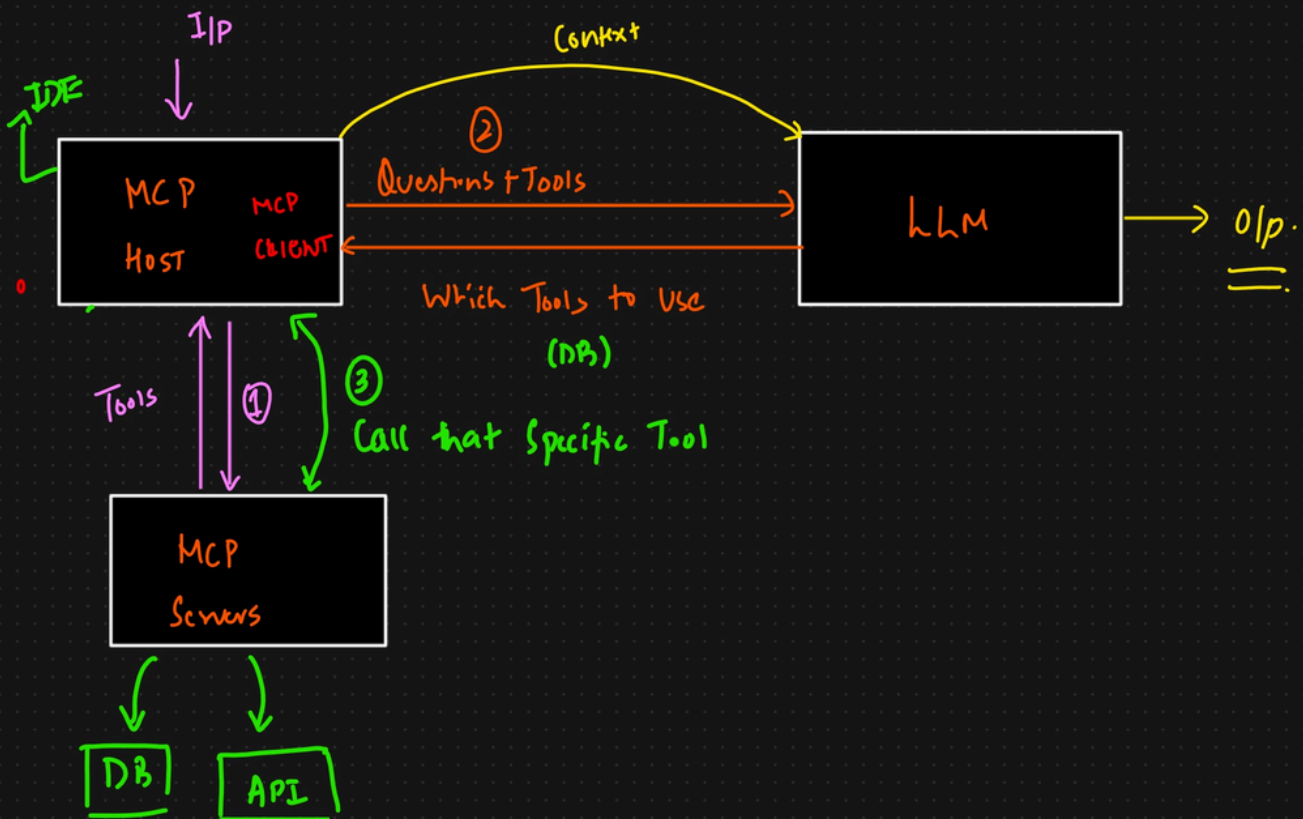 I/P
Context
IDE
②
Questions + Tools
MCP
HOST
MCP
CLIENT
LLM
O/p.
Which Tools to Use
(DB)
Tools
①
③
Call that Specific Tool
MCP
Servers
DB
API